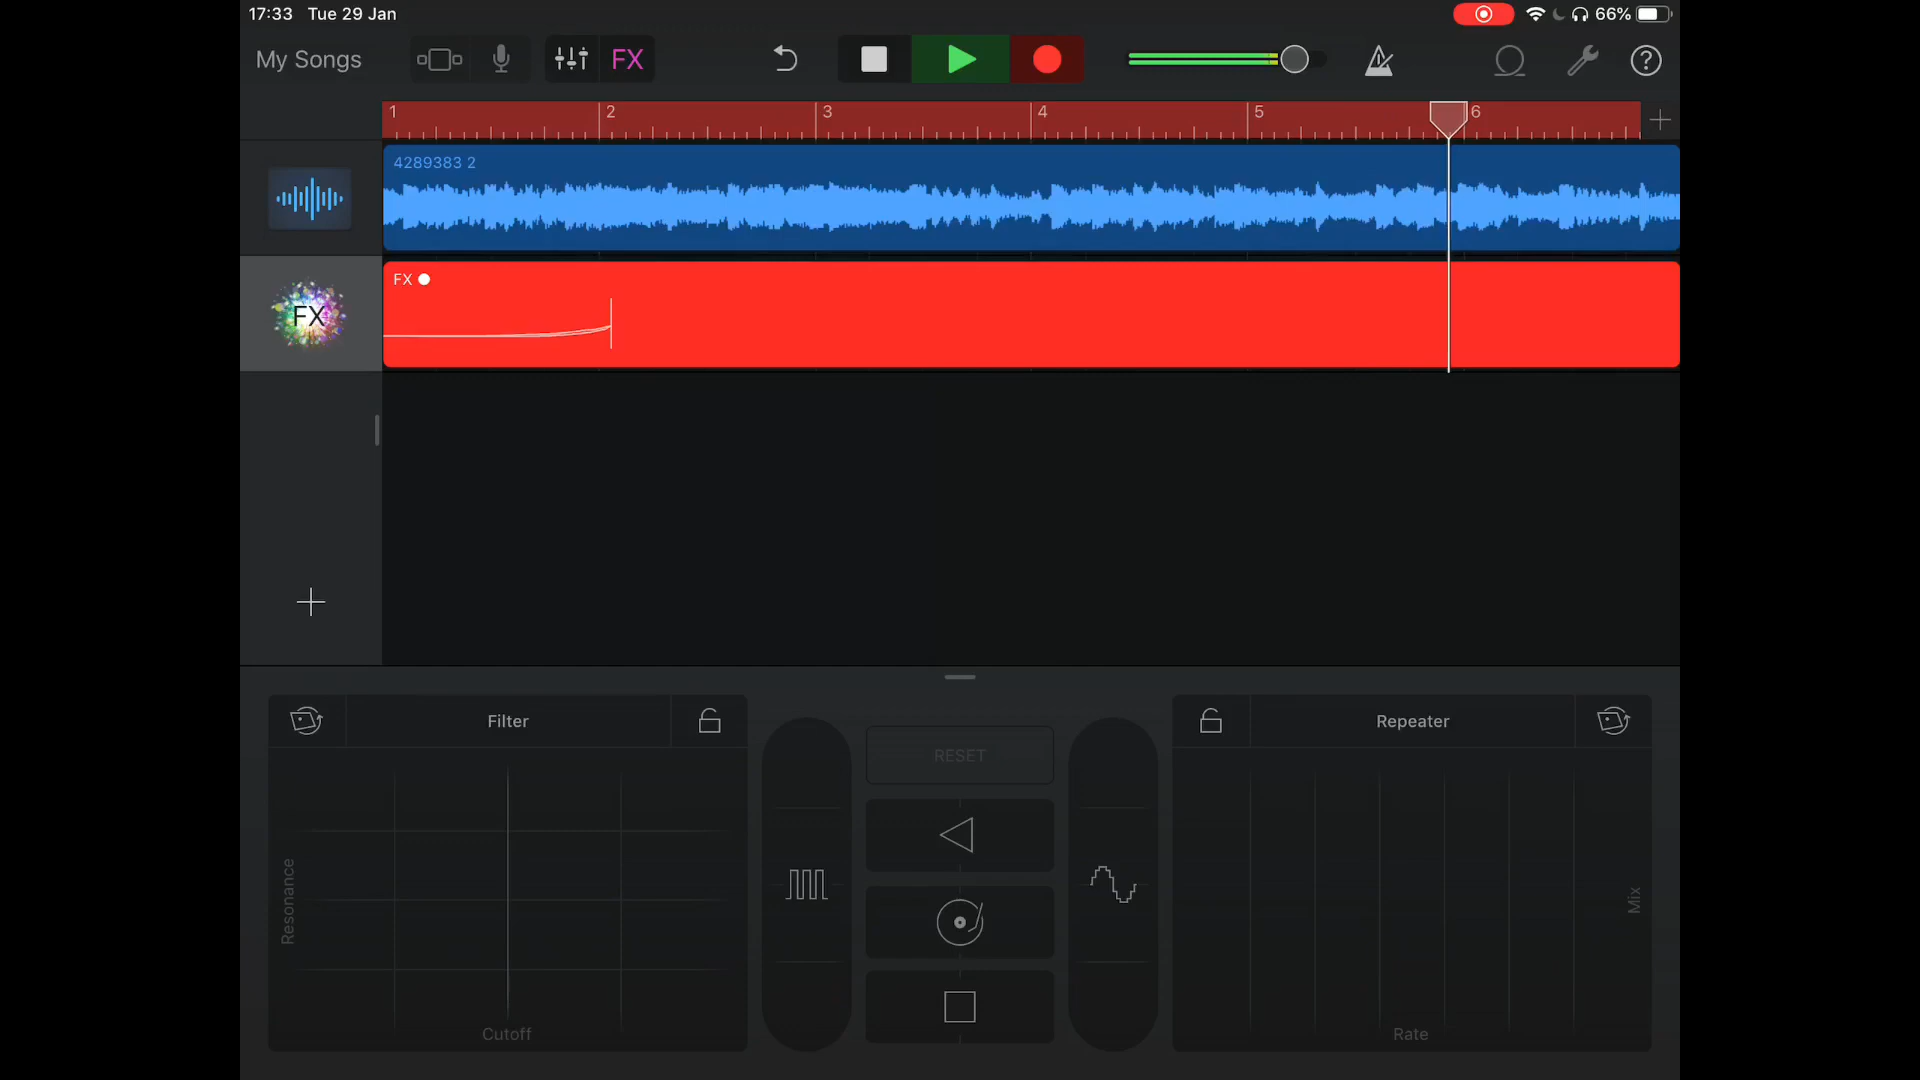 17:33 Tue 29 Jan
66%
My Songs
FX
1 2 3 4 5 6
4289383 2
FX
FX
Filter
RESET
Repeater
Resonance
Mix
Cutoff
Rate